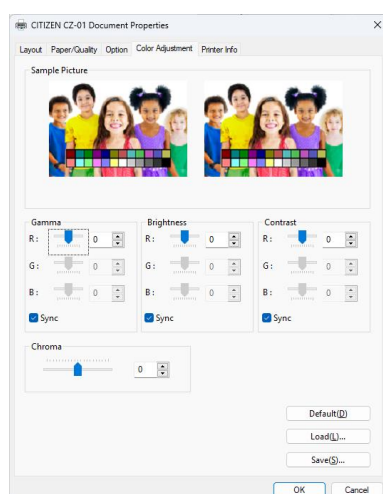 CITIZEN CZ-01 Document Properties
Layout Paper/Quality Option Color Adjustment Printer Info
Sample Picture
Gamma Brightness Contrast
R: 0 R: 0 R: 0
G: 0 G: 0 G: 0
B: 0 B: 0 B: 0
Sync Sync Sync
Chroma
0
Default(D)
Load(L)...
Save(S)...
OK Cancel